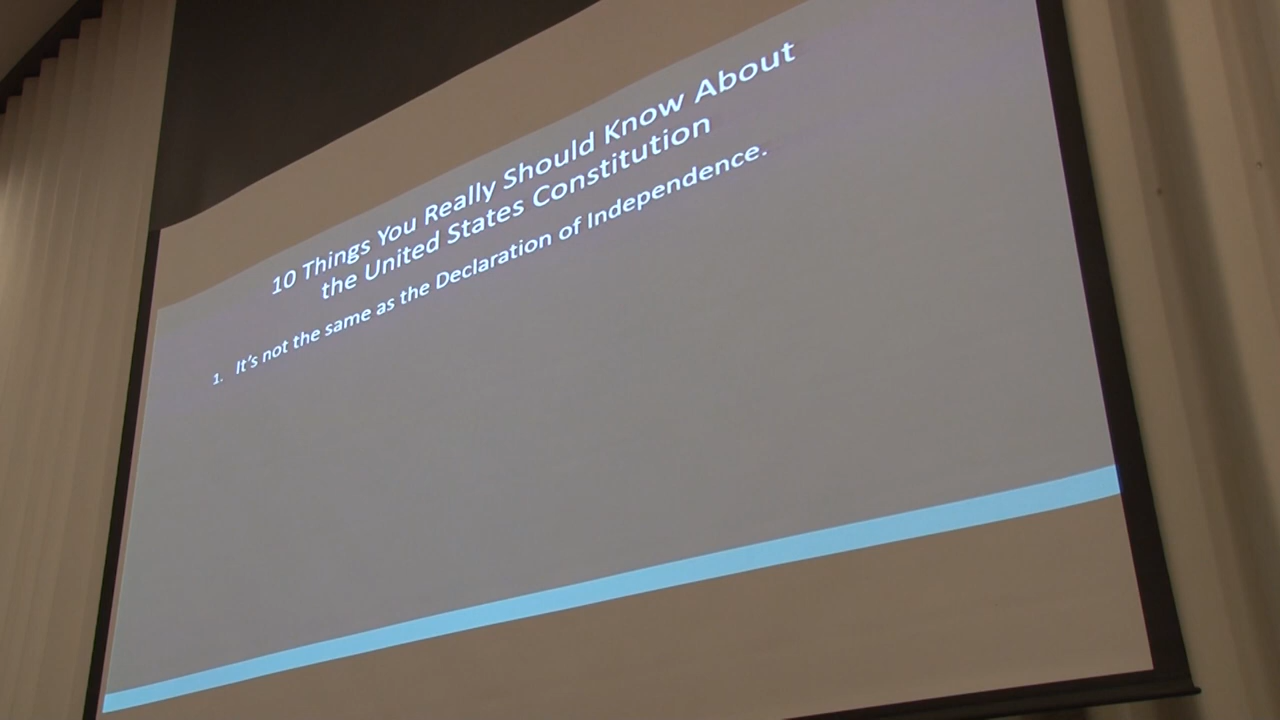 10 Things You Really Should Know About
the United States Constitution
1. It's not the same as the Declaration of Independence.